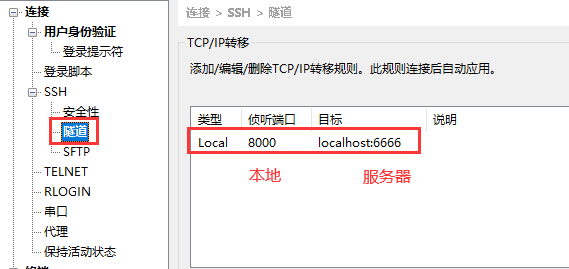 连接
用户身份验证
登录提示符
登录脚本
SSH
安全性
隧道
SFTP
TELNET
RLOGIN
串口
代理
保持活动状态
连接 > SSH > 隧道
TCP/IP转移
添加/编辑/删除TCP/IP转移规则。此规则连接后自动应用。
类型 侦听端口 目标 说明
Local 8000 localhost:6666
本地 服务器